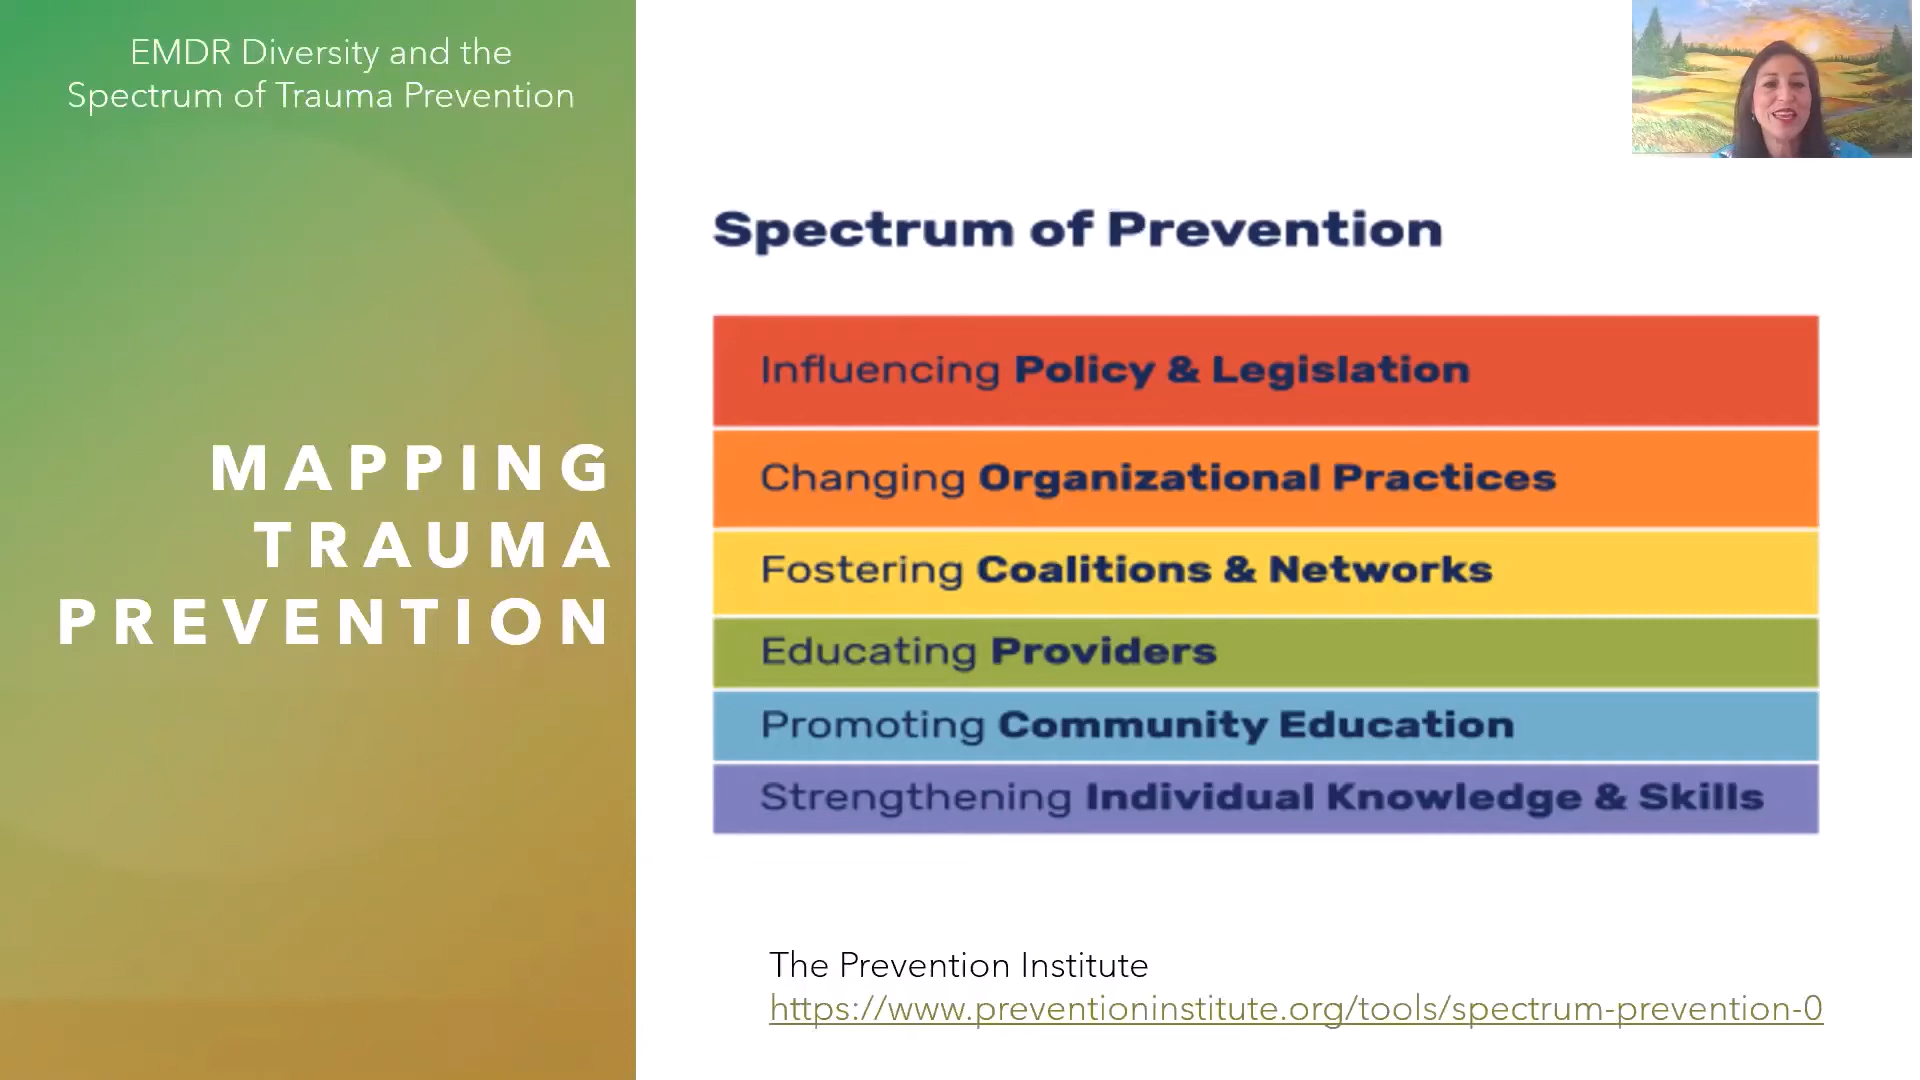 EMDR Diversity and the
Spectrum of Trauma Prevention
MAPPING
TRAUMA
PREVENTION
Spectrum of Prevention
Influencing Policy & Legislation
Changing Organizational Practices
Fostering Coalitions & Networks
Educating Providers
Promoting Community Education
Strengthening Individual Knowledge & Skills
The Prevention Institute
https://www.preventioninstitute.org/tools/spectrum-prevention-0